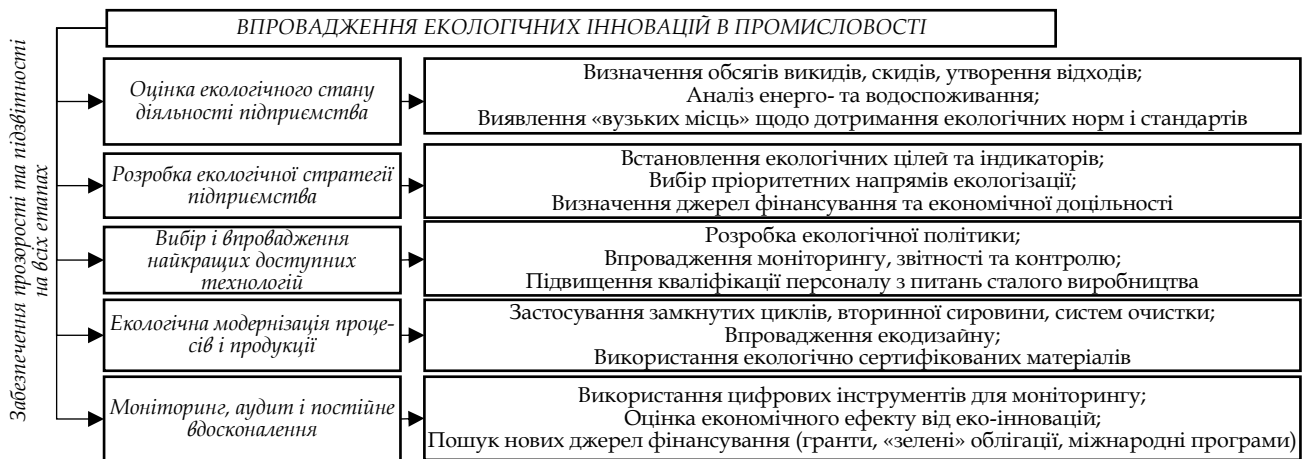 ВПРОВАДЖЕННЯ ЕКОЛОГІЧНИХ ІННОВАЦІЙ В ПРОМИСЛОВОСТІ
Забезпечення прозорості та підзвітності
на всіх етапах
Оцінка екологічного стану
діяльності підприємства
Визначення обсягів викидів, скидів, утворення відходів;
Аналіз енерго- та водоспоживання;
Виявлення «вузьких місць» щодо дотримання екологічних норм і стандартів
Розробка екологічної стратегії
підприємства
Встановлення екологічних цілей та індикаторів;
Вибір пріоритетних напрямів екологізації;
Визначення джерел фінансування та економічної доцільності
Вибір і впровадження
найкращих доступних
технологій
Розробка екологічної політики;
Впровадження моніторингу, звітності та контролю;
Підвищення кваліфікації персоналу з питань сталого виробництва
Екологічна модернізація проце-
сів і продукції
Застосування замкнутих циклів, вторинної сировини, систем очистки;
Впровадження екодизайну;
Використання екологічно сертифікованих матеріалів
Моніторинг, аудит і постійне
вдосконалення
Використання цифрових інструментів для моніторингу;
Оцінка економічного ефекту від еко-інновацій;
Пошук нових джерел фінансування (гранти, «зелені» облігації, міжнародні програми)